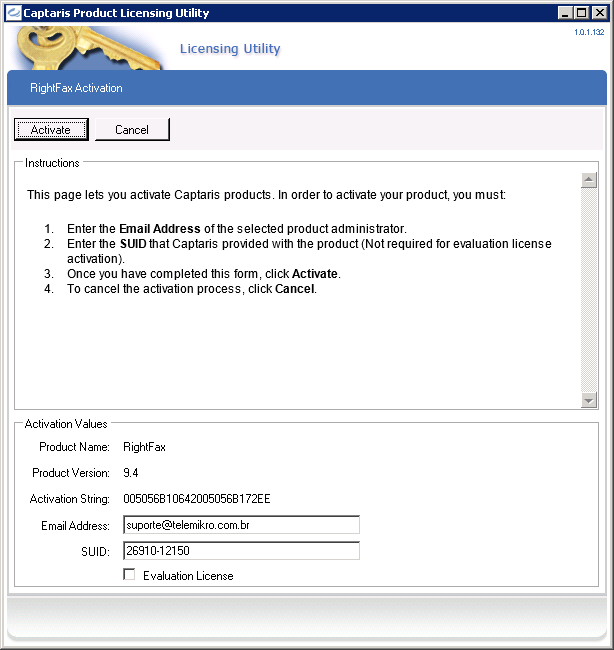 Captaris Product Licensing Utility
1.0.1.132
Licensing Utility
RightFax Activation
Activate Cancel
Instructions
This page lets you activate Captaris products. In order to activate your product, you must:
1. Enter the Email Address of the selected product administrator.
2. Enter the SUID that Captaris provided with the product (Not required for evaluation license
activation).
3. Once you have completed this form, click Activate.
4. To cancel the activation process, click Cancel.
Activation Values
Product Name: RightFax
Product Version: 9.4
Activation String: 005056B10642005056B172EE
Email Address: suporte@telemikro.com.br
SUID: 26910-12150
Evaluation License